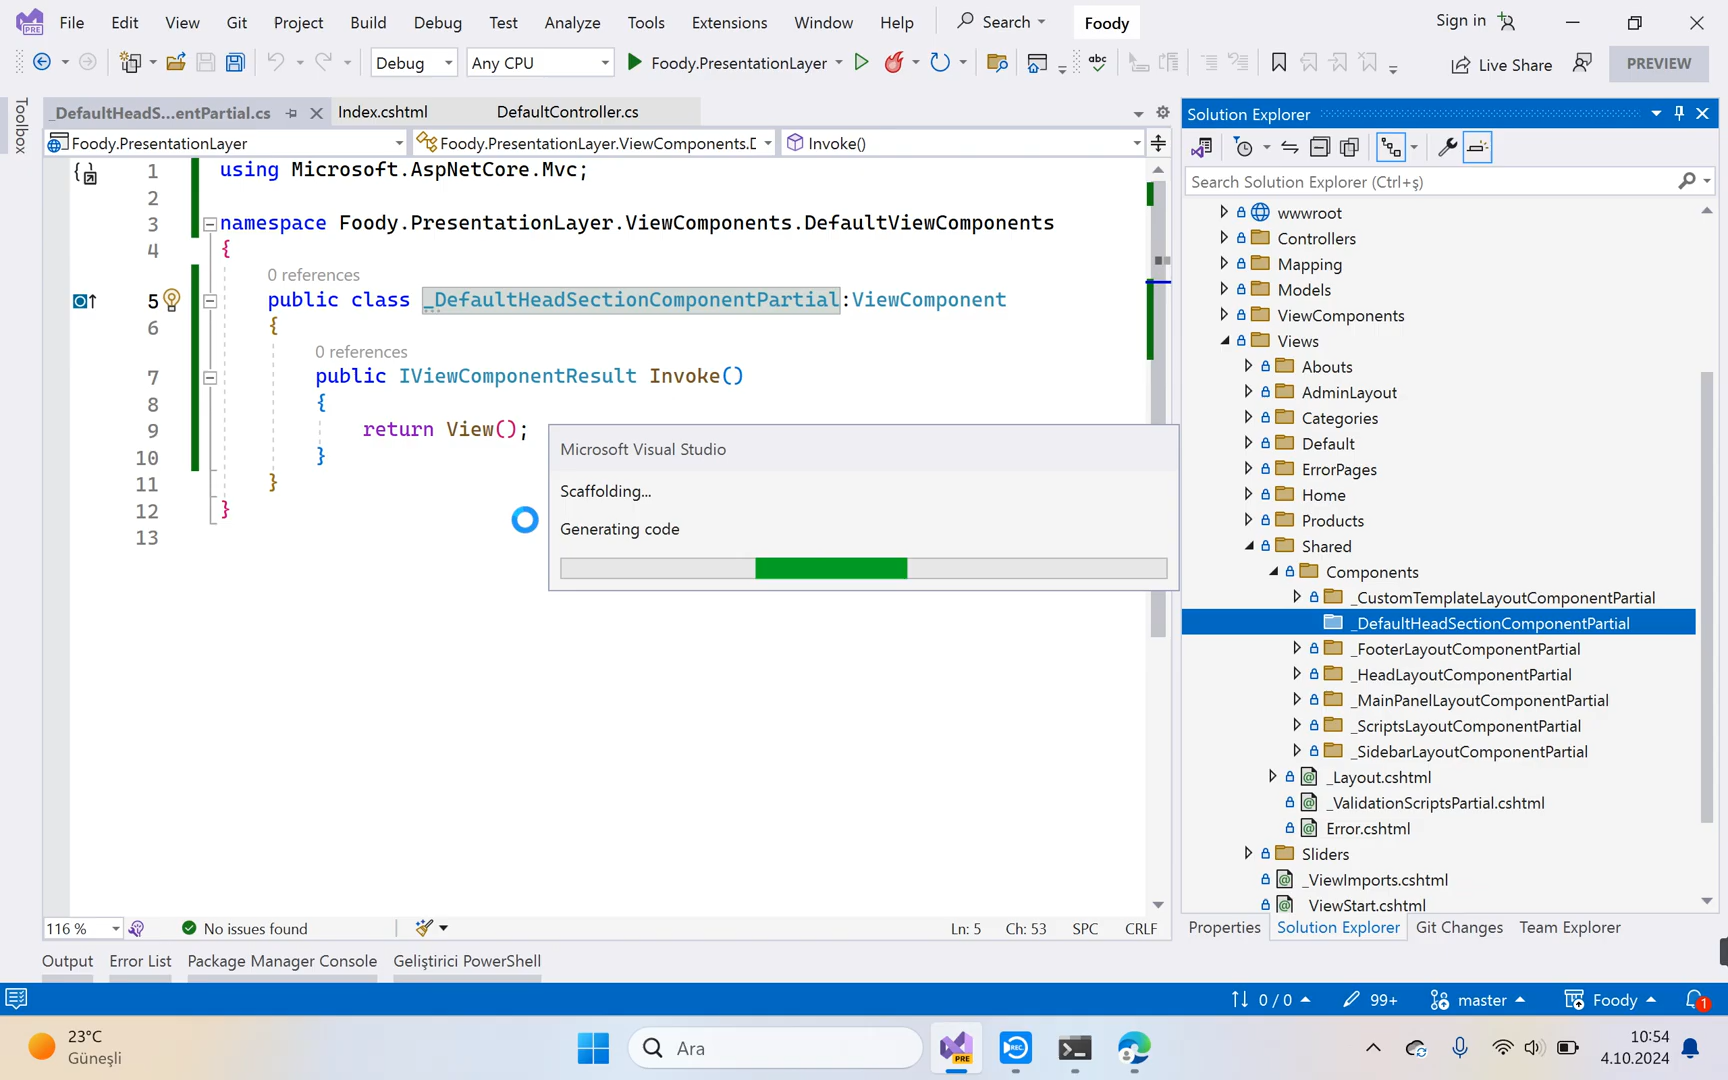 File Edit View Git Project Build Debug Test Analyze Tools Extensions Window Help Search Foody Sign in
PRE
Debug Any CPU Foody.PresentationLayer abc Live Share PREVIEW
Toolbox
_DefaultHeadS...entPartial.cs Index.cshtml DefaultController.cs
Foody.PresentationLayer Foody.PresentationLayer.ViewComponents.D Invoke()
1 using Microsoft.AspNetCore.Mvc;
2
3 namespace Foody.PresentationLayer.ViewComponents.DefaultViewComponents
4 {
0 references
5 public class _DefaultHeadSectionComponentPartial:ViewComponent
6 {
0 references
7 public IViewComponentResult Invoke()
8 {
9 return View();
10 }
11 }
12 }
13
Microsoft Visual Studio
Scaffolding...
Generating code
Solution Explorer
Search Solution Explorer (Ctrl+ş)
wwwroot
Controllers
Mapping
Models
ViewComponents
Views
Abouts
AdminLayout
Categories
Default
ErrorPages
Home
Products
Shared
Components
_CustomTemplateLayoutComponentPartial
_DefaultHeadSectionComponentPartial
_FooterLayoutComponentPartial
_HeadLayoutComponentPartial
_MainPanelLayoutComponentPartial
_ScriptsLayoutComponentPartial
_SidebarLayoutComponentPartial
_Layout.cshtml
_ValidationScriptsPartial.cshtml
Error.cshtml
Sliders
_ViewImports.cshtml
_ViewStart.cshtml
116 % No issues found Ln: 5 Ch: 53 SPC CRLF
Properties Solution Explorer Git Changes Team Explorer
Output Error List Package Manager Console Geliştirici PowerShell
0 / 0 99+ master Foody 1
23°C
Güneşli
Ara
PRE
REC
10:54
4.10.2024